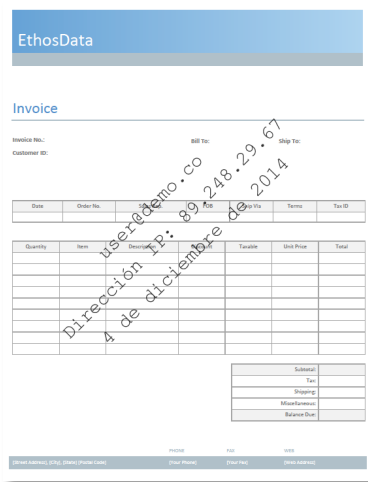 EthosData
Invoice
Invoice No.:
Bill To:
Ship To:
Customer ID:
user@demo.co
Dirección IP: 89.248.29.67
4 de diciembre de 2014
Date Order No. FOB Ship Via Terms Tax ID
Quantity Item Description Discount Taxable Unit Price Total
Subtotal:
Tax:
Shipping:
Miscellaneous:
Balance Due:
PHONE FAX WEB
[Street Address], [City], [State] [Postal Code] [Your Phone] [Your Fax] [Web Address]